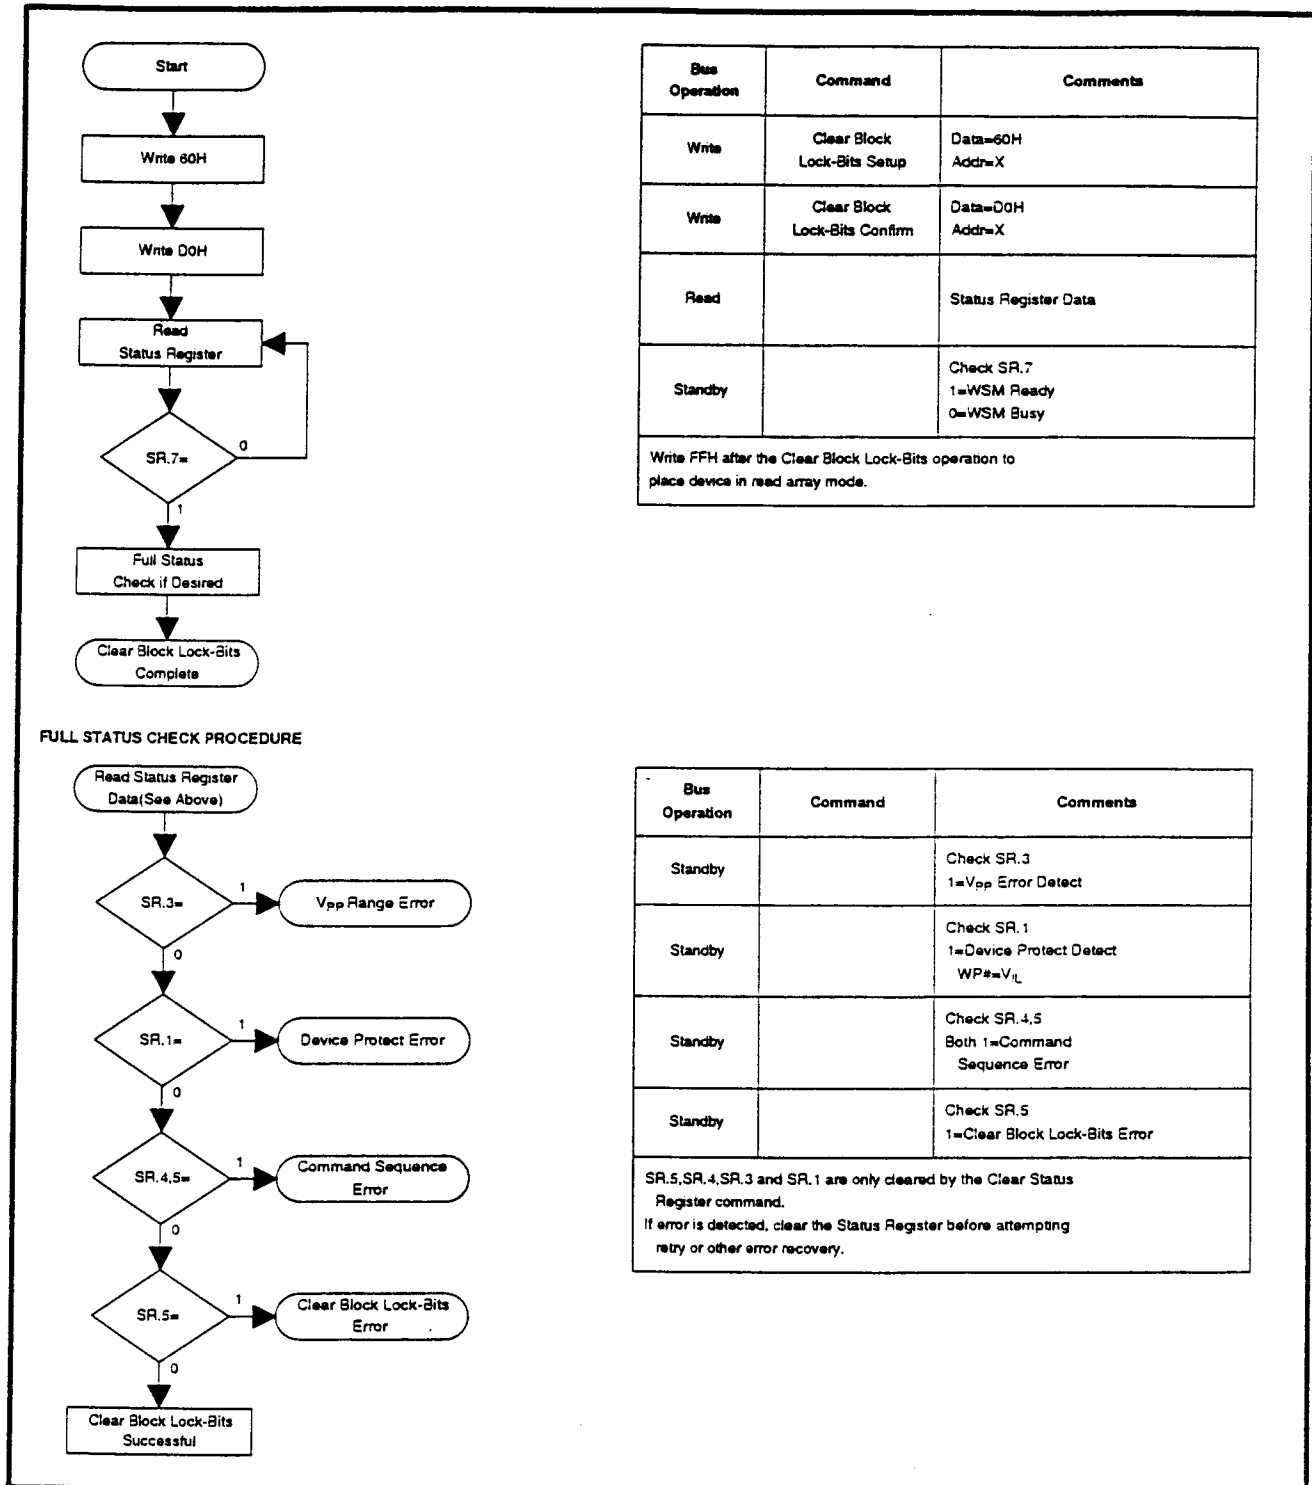 Start
Write 60H
Write D0H
Read
Status Register
SR.7=
0
1
Full Status
Check if Desired
Clear Block Lock-Bits
Complete
Bus
Operation
Command
Comments
Write
Clear Block
Lock-Bits Setup
Data=60H
Addr=X
Write
Clear Block
Lock-Bits Confirm
Data=D0H
Addr=X
Read
Status Register Data
Standby
Check SR.7
1=WSM Ready
0=WSM Busy
Write FFH after the Clear Block Lock-Bits operation to
place device in read array mode.
FULL STATUS CHECK PROCEDURE
Read Status Register
Data(See Above)
SR.3=
1
VPP Range Error
0
SR.1=
1
Device Protect Error
0
SR.4,5=
1
Command Sequence
Error
0
SR.5=
1
Clear Block Lock-Bits
Error
0
Clear Block Lock-Bits
Successful
Bus
Operation
Command
Comments
Standby
Check SR.3
1=VPP Error Detect
Standby
Check SR.1
1=Device Protect Detect
WP#=VIL
Standby
Check SR.4,5
Both 1=Command
Sequence Error
Standby
Check SR.5
1=Clear Block Lock-Bits Error
SR.5,SR.4,SR.3 and SR.1 are only cleared by the Clear Status
Register command.
If error is detected, clear the Status Register before attempting
retry or other error recovery.